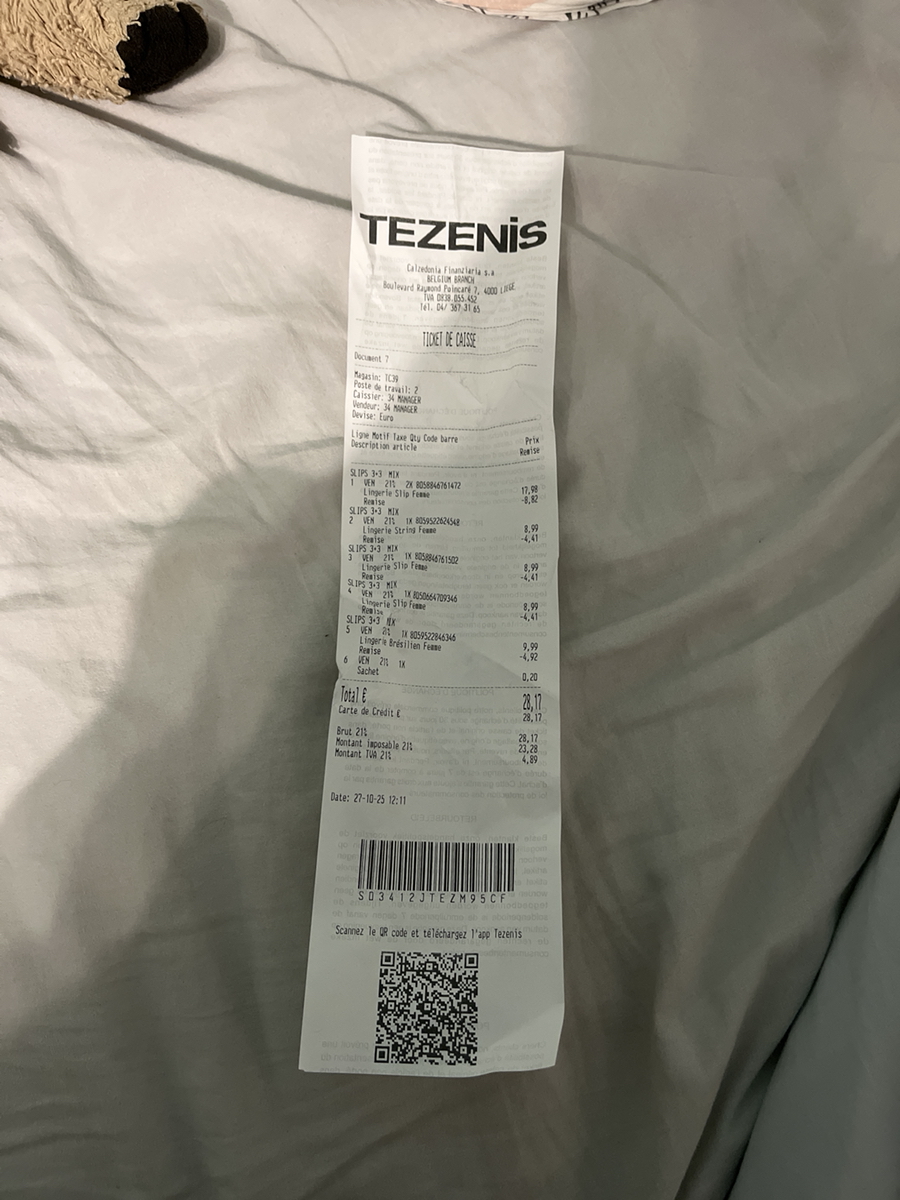 TEZENIS
Calzedonia Finanziaria s.a
BELGIUM BRANCH
Boulevard Raymond Poincaré 7, 4000 LIEGE
TVA 0838.055.452
Tel. 04/ 367 31 65
TICKET DE CAISSE
Document 7
Magasin: TC39
Poste de travail: 2
Caissier: 34 MANAGER
Vendeur: 34 MANAGER
Devise: Euro
Ligne Motif Taxe Qty Code barre Prix
Description article Remise
SLIPS 3+3 MIX
1 VEN 21% 2X 8058846761472 17,98
Lingerie Slip Femme
Remise -8,82
SLIPS 3+3 MIX
2 VEN 21% 1X 8059522624548 8,99
Lingerie String Femme
Remise -4,41
SLIPS 3+3 MIX
3 VEN 21% 1X 8058846761502 8,99
Lingerie Slip Femme
Remise -4,41
SLIPS 3+3 MIX
4 VEN 21% 1X 8050664709346 8,99
Lingerie Slip Femme
Remise -4,41
SLIPS 3+3 MIX
5 VEN 21% 1X 8059522846346 9,99
Lingerie Brésilien Femme
Remise -4,92
6 VEN 21% 1X 0,20
Sachet
Total € 28,17
Carte de Crédit £ 28,17
Brut 21% 28,17
Montant imposable 21% 23,28
Montant TVA 21% 4,89
Date: 27-10-25 12:11
S03412JTEZM95CF
Scannez le QR code et téléchargez l'app Tezenis